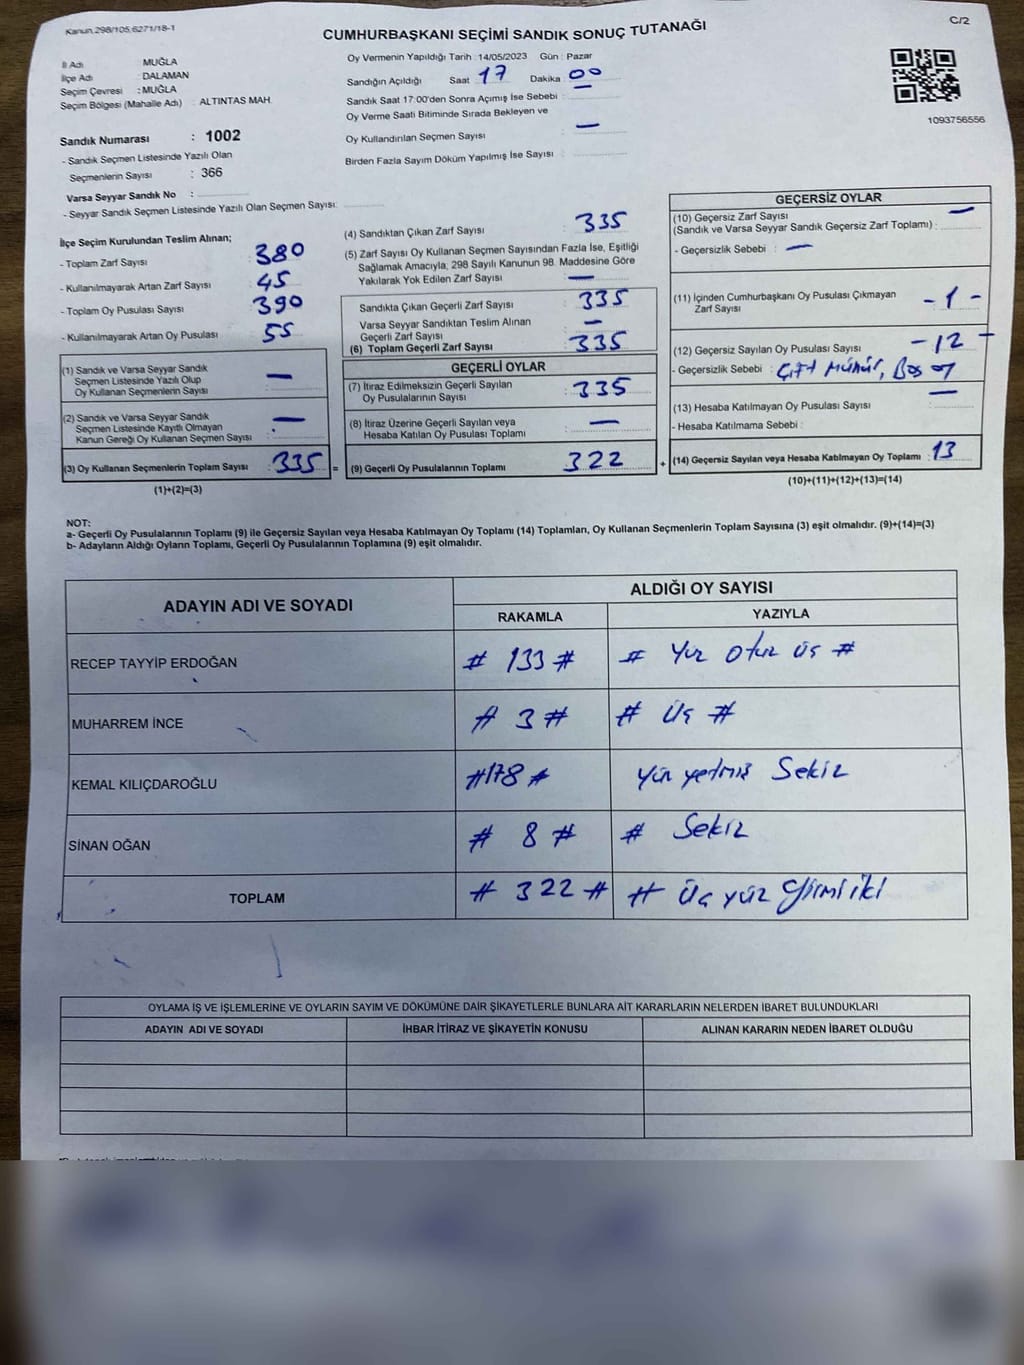 Kanun.298/105,6271/18-1
CUMHURBAŞKANI SEÇİMİ SANDIK SONUÇ TUTANAĞI
C/2
İl Adı MUĞLA
İlçe Adı : DALAMAN
Seçim Çevresi : MUĞLA
Seçim Bölgesi (Mahalle Adı) : ALTINTAS MAH.
Oy Vermenin Yapıldığı Tarih : 14/05/2023 Gün : Pazar
Sandığın Açıldığı Saat 17 Dakika 00
Sandık Saat 17:00'den Sonra Açımış İse Sebebi : —
Oy Verme Saati Bitiminde Sırada Bekleyen ve
Oy Kullandırılan Seçmen Sayısı : —
Birden Fazla Sayım Döküm Yapılmış İse Sayısı :
1093756556
Sandık Numarası : 1002
- Sandık Seçmen Listesinde Yazılı Olan
Seçmenlerin Sayısı : 366
Varsa Seyyar Sandık No :
- Seyyar Sandık Seçmen Listesinde Yazılı Olan Seçmen Sayısı:
İlçe Seçim Kurulundan Teslim Alınan;
- Toplam Zarf Sayısı : 380
- Kullanılmayarak Artan Zarf Sayısı : 45
- Toplam Oy Pusulası Sayısı : 390
- Kullanılmayarak Artan Oy Pusulası : 55
(1) Sandık ve Varsa Seyyar Sandık
Seçmen Listesinde Yazılı Olup
Oy Kullanan Seçmenlerin Sayısı : —
(2) Sandık ve Varsa Seyyar Sandık
Seçmen Listesinde Kayıtlı Olmayan
Kanun Gereği Oy Kullanan Seçmen Sayısı : —
(3) Oy Kullanan Seçmenlerin Toplam Sayısı : 335 =
(1)+(2)=(3)
(4) Sandıktan Çıkan Zarf Sayısı : 335
(5) Zarf Sayısı Oy Kullanan Seçmen Sayısından Fazla İse, Eşitliği
Sağlamak Amacıyla, 298 Sayılı Kanunun 98. Maddesine Göre
Yakılarak Yok Edilen Zarf Sayısı : —
Sandıkta Çıkan Geçerli Zarf Sayısı : 335
Varsa Seyyar Sandıktan Teslim Alınan
Geçerli Zarf Sayısı : —
(6) Toplam Geçerli Zarf Sayısı : 335
GEÇERLİ OYLAR
(7) İtiraz Edilmeksizin Geçerli Sayılan
Oy Pusulalarının Sayısı : 335
(8) İtiraz Üzerine Geçerli Sayılan veya
Hesaba Katılan Oy Pusulası Toplamı : —
(9) Geçerli Oy Pusulalarının Toplamı : 322 +
GEÇERSİZ OYLAR
(10) Geçersiz Zarf Sayısı
(Sandık ve Varsa Seyyar Sandık Geçersiz Zarf Toplamı) : —
- Geçersizlik Sebebi : —
(11) İçinden Cumhurbaşkanı Oy Pusulası Çıkmayan
Zarf Sayısı : - 1 -
(12) Geçersiz Sayılan Oy Pusulası Sayısı : - 12 -
- Geçersizlik Sebebi : Çift Mühür, Boş oy
(13) Hesaba Katılmayan Oy Pusulası Sayısı : —
- Hesaba Katılmama Sebebi :
(14) Geçersiz Sayılan veya Hesaba Katılmayan Oy Toplamı : 13
(10)+(11)+(12)+(13)=(14)
NOT:
a- Geçerli Oy Pusulalarının Toplamı (9) ile Geçersiz Sayılan veya Hesaba Katılmayan Oy Toplamı (14) Toplamları, Oy Kullanan Seçmenlerin Toplam Sayısına (3) eşit olmalıdır. (9)+(14)=(3)
b- Adayların Aldığı Oyların Toplamı, Geçerli Oy Pusulalarının Toplamına (9) eşit olmalıdır.
ADAYIN ADI VE SOYADI ALDIĞI OY SAYISI
RAKAMLA YAZIYLA
RECEP TAYYİP ERDOĞAN # 133 # # Yüz otuz üç #
MUHARREM İNCE # 3 # # Üç #
KEMAL KILIÇDAROĞLU #178 # Yüz yetmiş Sekiz
SİNAN OĞAN # 8 # # Sekiz
TOPLAM # 322 # # Üç yüz yirmi iki
OYLAMA İŞ VE İŞLEMLERİNE VE OYLARIN SAYIM VE DÖKÜMÜNE DAİR ŞİKAYETLERLE BUNLARA AİT KARARLARIN NELERDEN İBARET BULUNDUKLARI
ADAYIN ADI VE SOYADI İHBAR İTİRAZ VE ŞİKAYETİN KONUSU ALINAN KARARIN NEDEN İBARET OLDUĞU